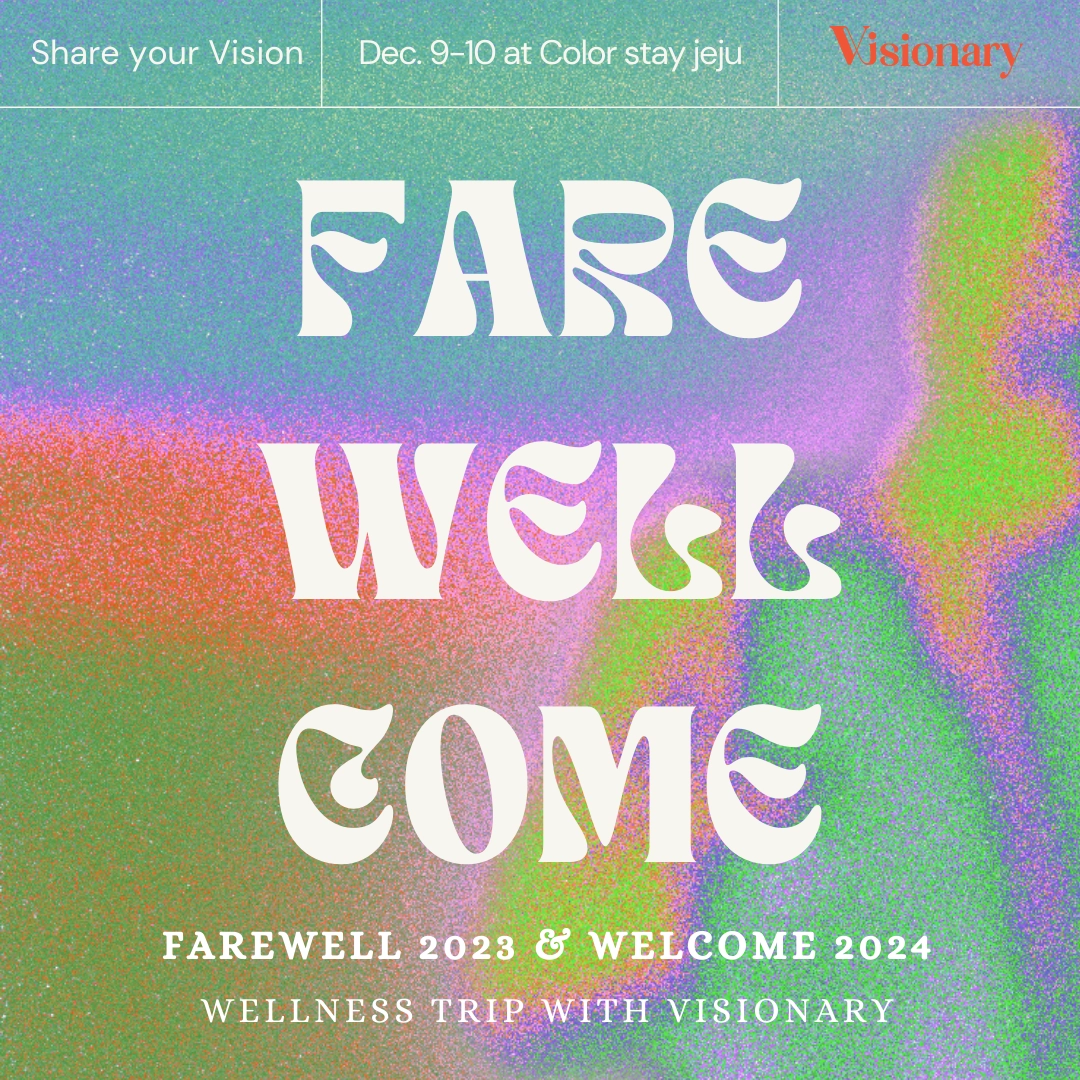 Share your Vision
Dec. 9–10 at Color stay jeju
Visionary
FARE
WELL
COME
FAREWELL 2023 & WELCOME 2024
WELLNESS TRIP WITH VISIONARY